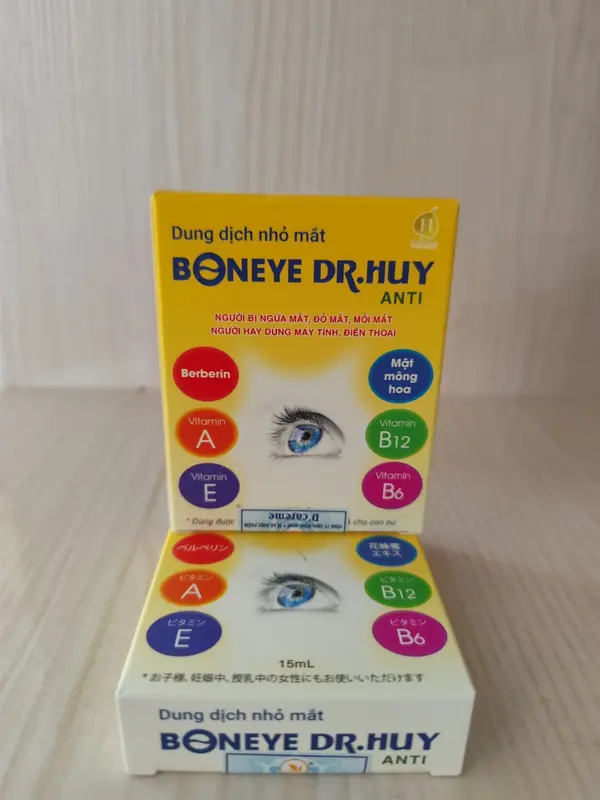 Dung dịch nhỏ mắt
BONEYE DR.HUY
ANTI
NGƯỜI BỊ NGỨA MẮT, ĐỎ MẮT, MỎI MẮT
NGƯỜI HAY DÙNG MÁY TÍNH, ĐIỆN THOẠI
Berberin
Mật mông hoa
Vitamin A
Vitamin B12
Vitamin E
Vitamin B6
* Dùng được
cho con bú
D'careme
ベルベリン
花蜂蜜エキス
ビタミン A
ビタミン B12
ビタミン E
ビタミン B6
15mL
*お子様、妊娠中、授乳中の女性にもお使いいただけます
Dung dịch nhỏ mắt
BONEYE DR.HUY
ANTI